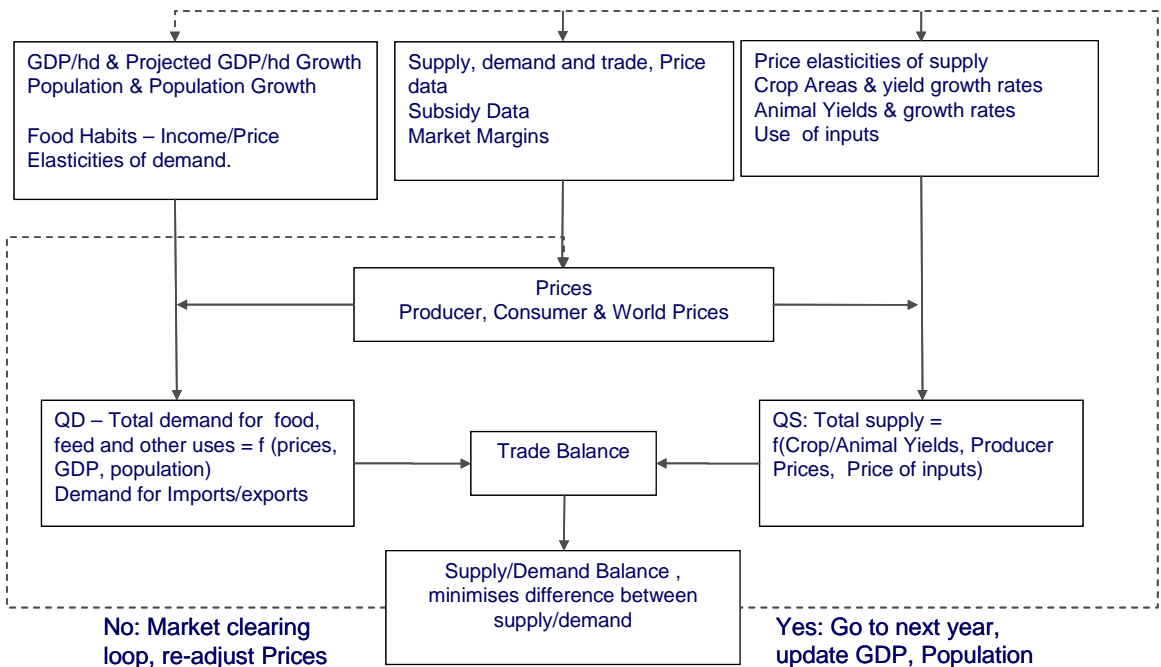 GDP/hd & Projected GDP/hd Growth
Population & Population Growth
Food Habits – Income/Price
Elasticities of demand.
Supply, demand and trade, Price
data
Subsidy Data
Market Margins
Price elasticities of supply
Crop Areas & yield growth rates
Animal Yields & growth rates
Use of inputs
Prices
Producer, Consumer & World Prices
QD – Total demand for food,
feed and other uses = f (prices,
GDP, population)
Demand for Imports/exports
Trade Balance
QS: Total supply =
f(Crop/Animal Yields, Producer
Prices, Price of inputs)
Supply/Demand Balance ,
minimises difference between
supply/demand
No: Market clearing
loop, re-adjust Prices
Yes: Go to next year,
update GDP, Population